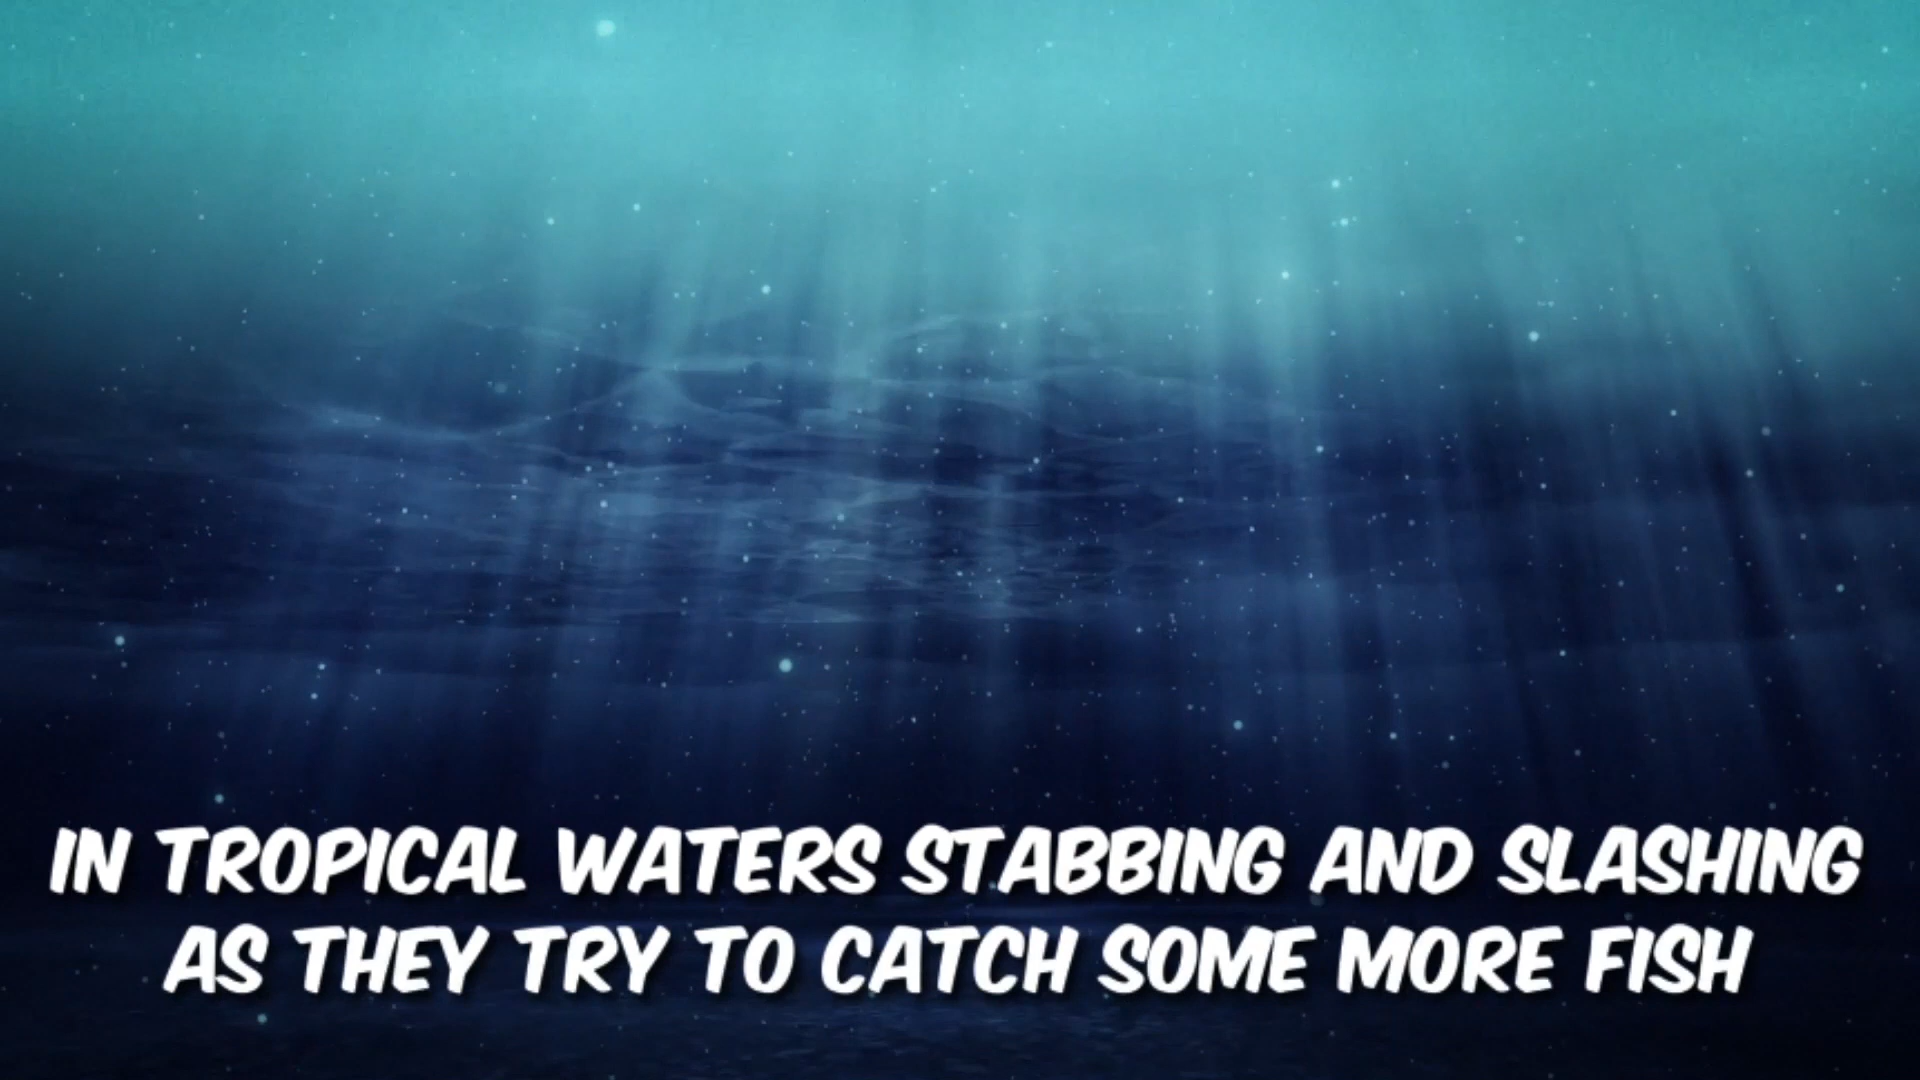 IN TROPICAL WATERS STABBING AND SLASHING
AS THEY TRY TO CATCH SOME MORE FISH